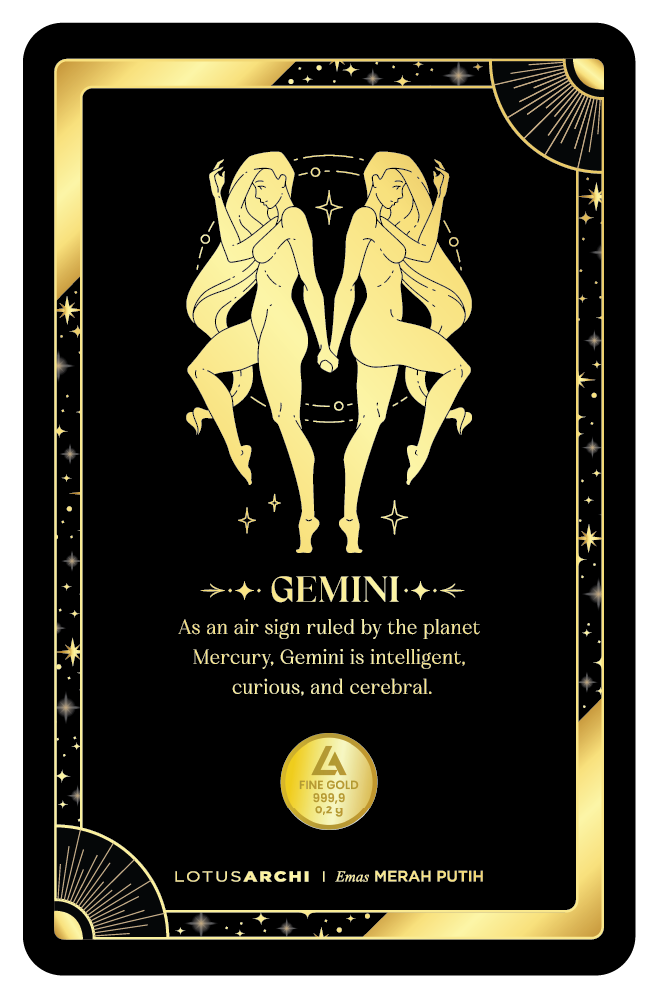 GEMINI
As an air sign ruled by the planet
Mercury, Gemini is intelligent,
curious, and cerebral.
LA
FINE GOLD
999,9
0,2 g
LOTUSARCHI | Emas MERAH PUTIH